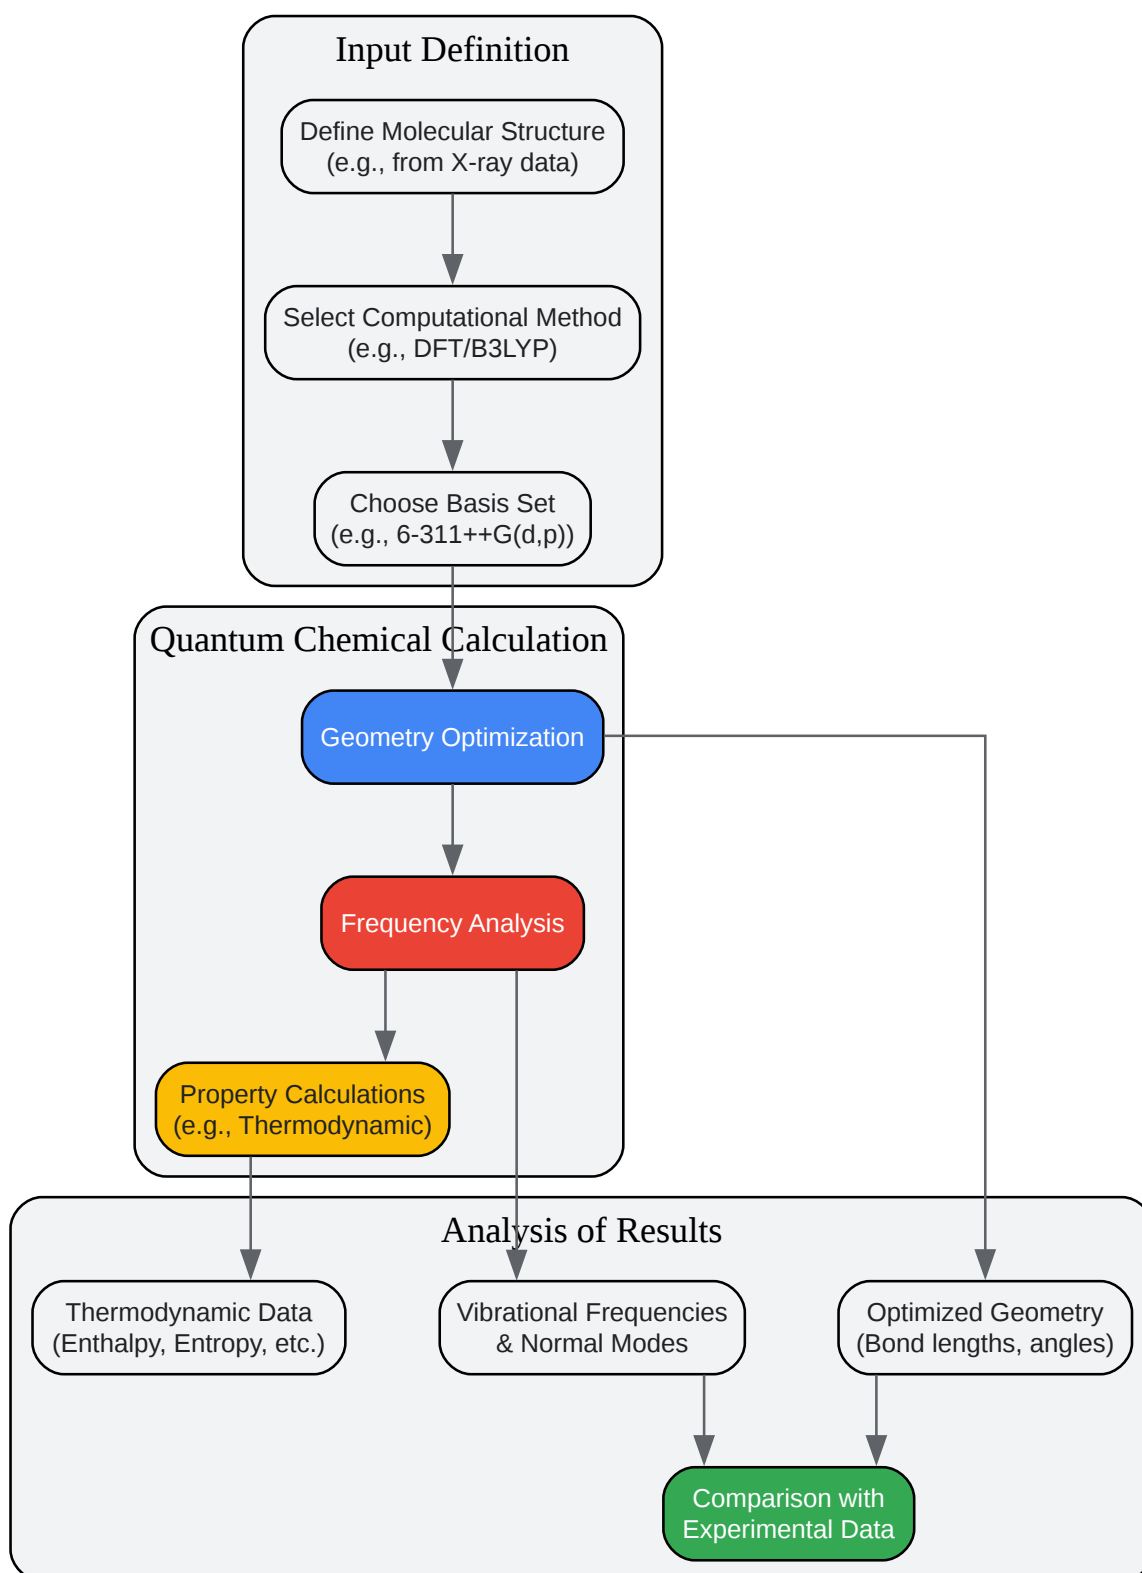 Input Definition
Define Molecular Structure
(e.g., from X-ray data)
Select Computational Method
(e.g., DFT/B3LYP)
Choose Basis Set
(e.g., 6-311++G(d,p))
Quantum Chemical Calculation
Geometry Optimization
Frequency Analysis
Property Calculations
(e.g., Thermodynamic)
Analysis of Results
Thermodynamic Data
(Enthalpy, Entropy, etc.)
Vibrational Frequencies
& Normal Modes
Optimized Geometry
(Bond lengths, angles)
Comparison with
Experimental Data